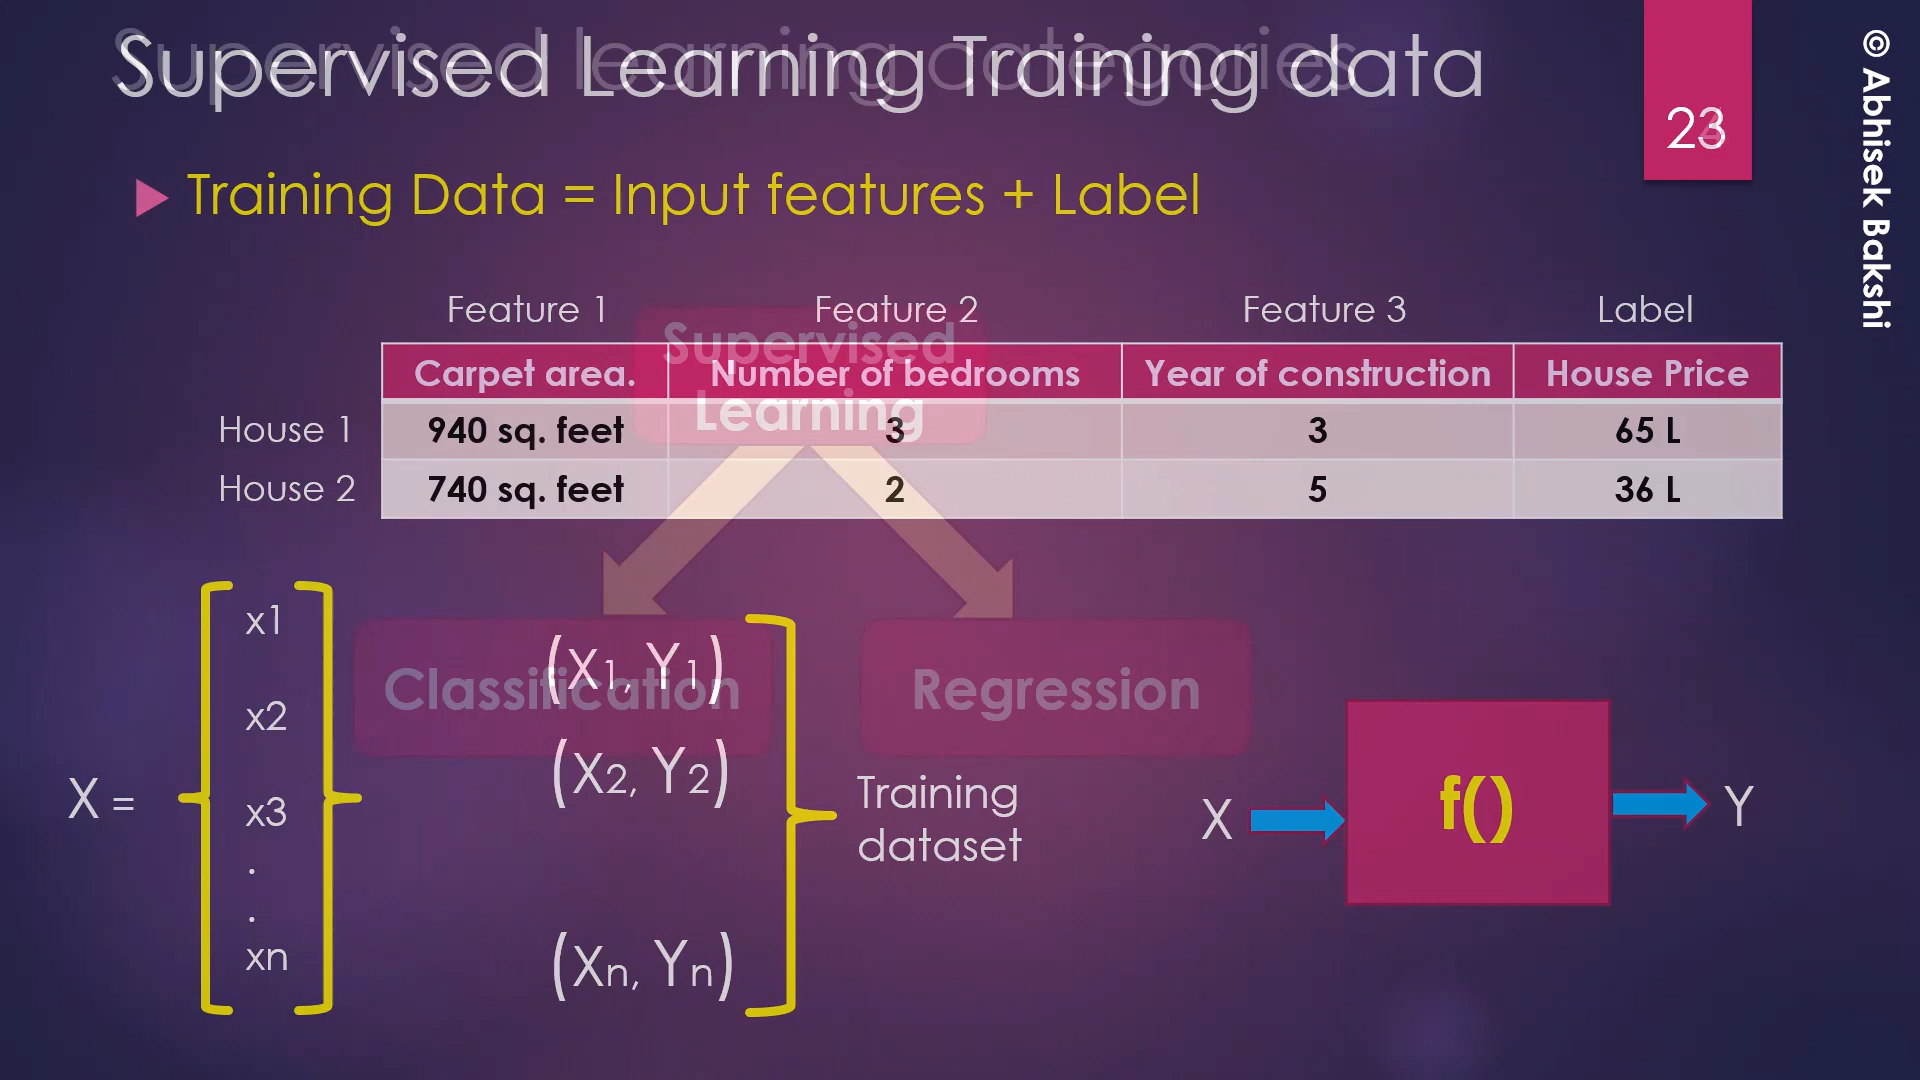 Supervised Learning Training data
Supervised learning categories
23
© Abhisek Bakshi
Training Data = Input features + Label
Feature 1 Feature 2 Feature 3 Label
Carpet area. Number of bedrooms Year of construction House Price
House 1 940 sq. feet 3 3 65 L
House 2 740 sq. feet 2 5 36 L
Supervised
Learning
Classification Regression
X =
x1
x2
x3
.
.
xn
(X1, Y1)
(X2, Y2)
(Xn, Yn)
Training
dataset
X f() Y